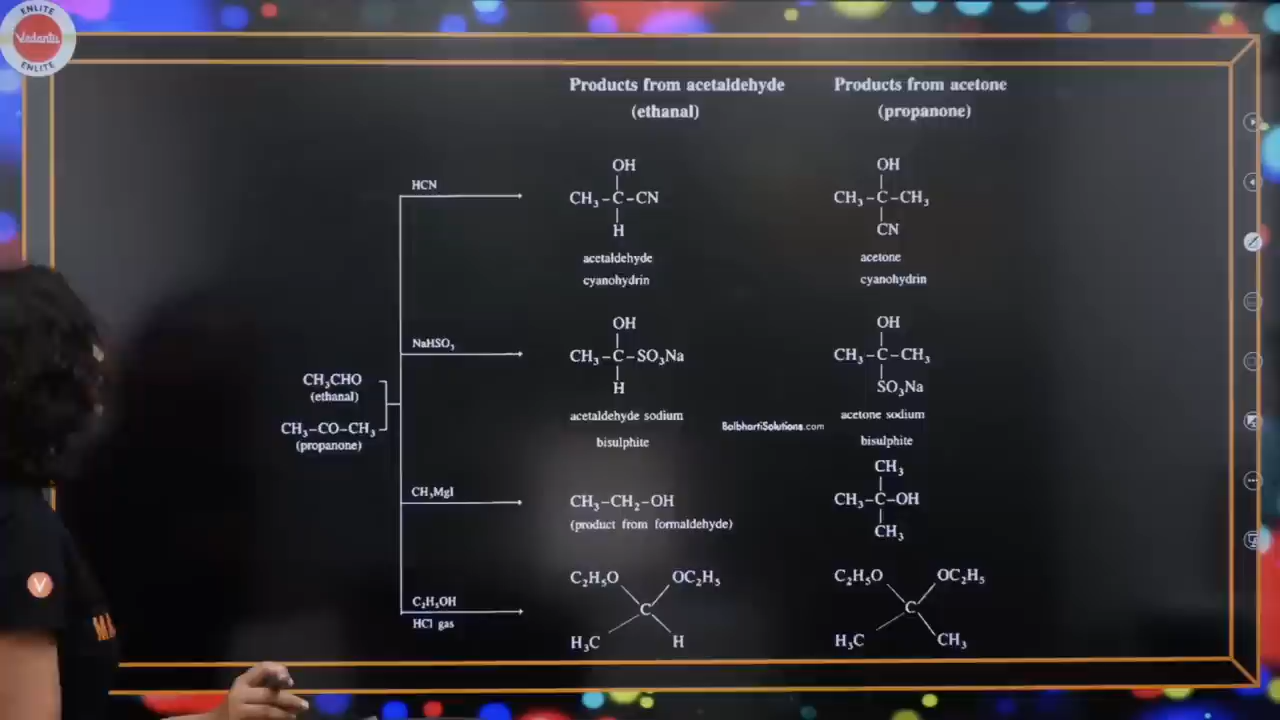 ENLITE
Vedantu
ENLITE
Products from acetaldehyde
(ethanal)
Products from acetone
(propanone)
HCN
OH
CH₃-C-CN
H
acetaldehyde
cyanohydrin
OH
CH₃-C-CH₃
CN
acetone
cyanohydrin
NaHSO₃
OH
CH₃-C-SO₃Na
H
acetaldehyde sodium
bisulphite
OH
CH₃-C-CH₃
SO₃Na
acetone sodium
bisulphite
BalbhartiSolutions.com
CH₃CHO
(ethanal)
CH₃-CO-CH₃
(propanone)
CH₃MgI
CH₃-CH₂-OH
(product from formaldehyde)
CH₃
CH₃-C-OH
CH₃
C₂H₅OH
HCl gas
C₂H₅O OC₂H₅
C
H₃C H
C₂H₅O OC₂H₅
C
H₃C CH₃
V